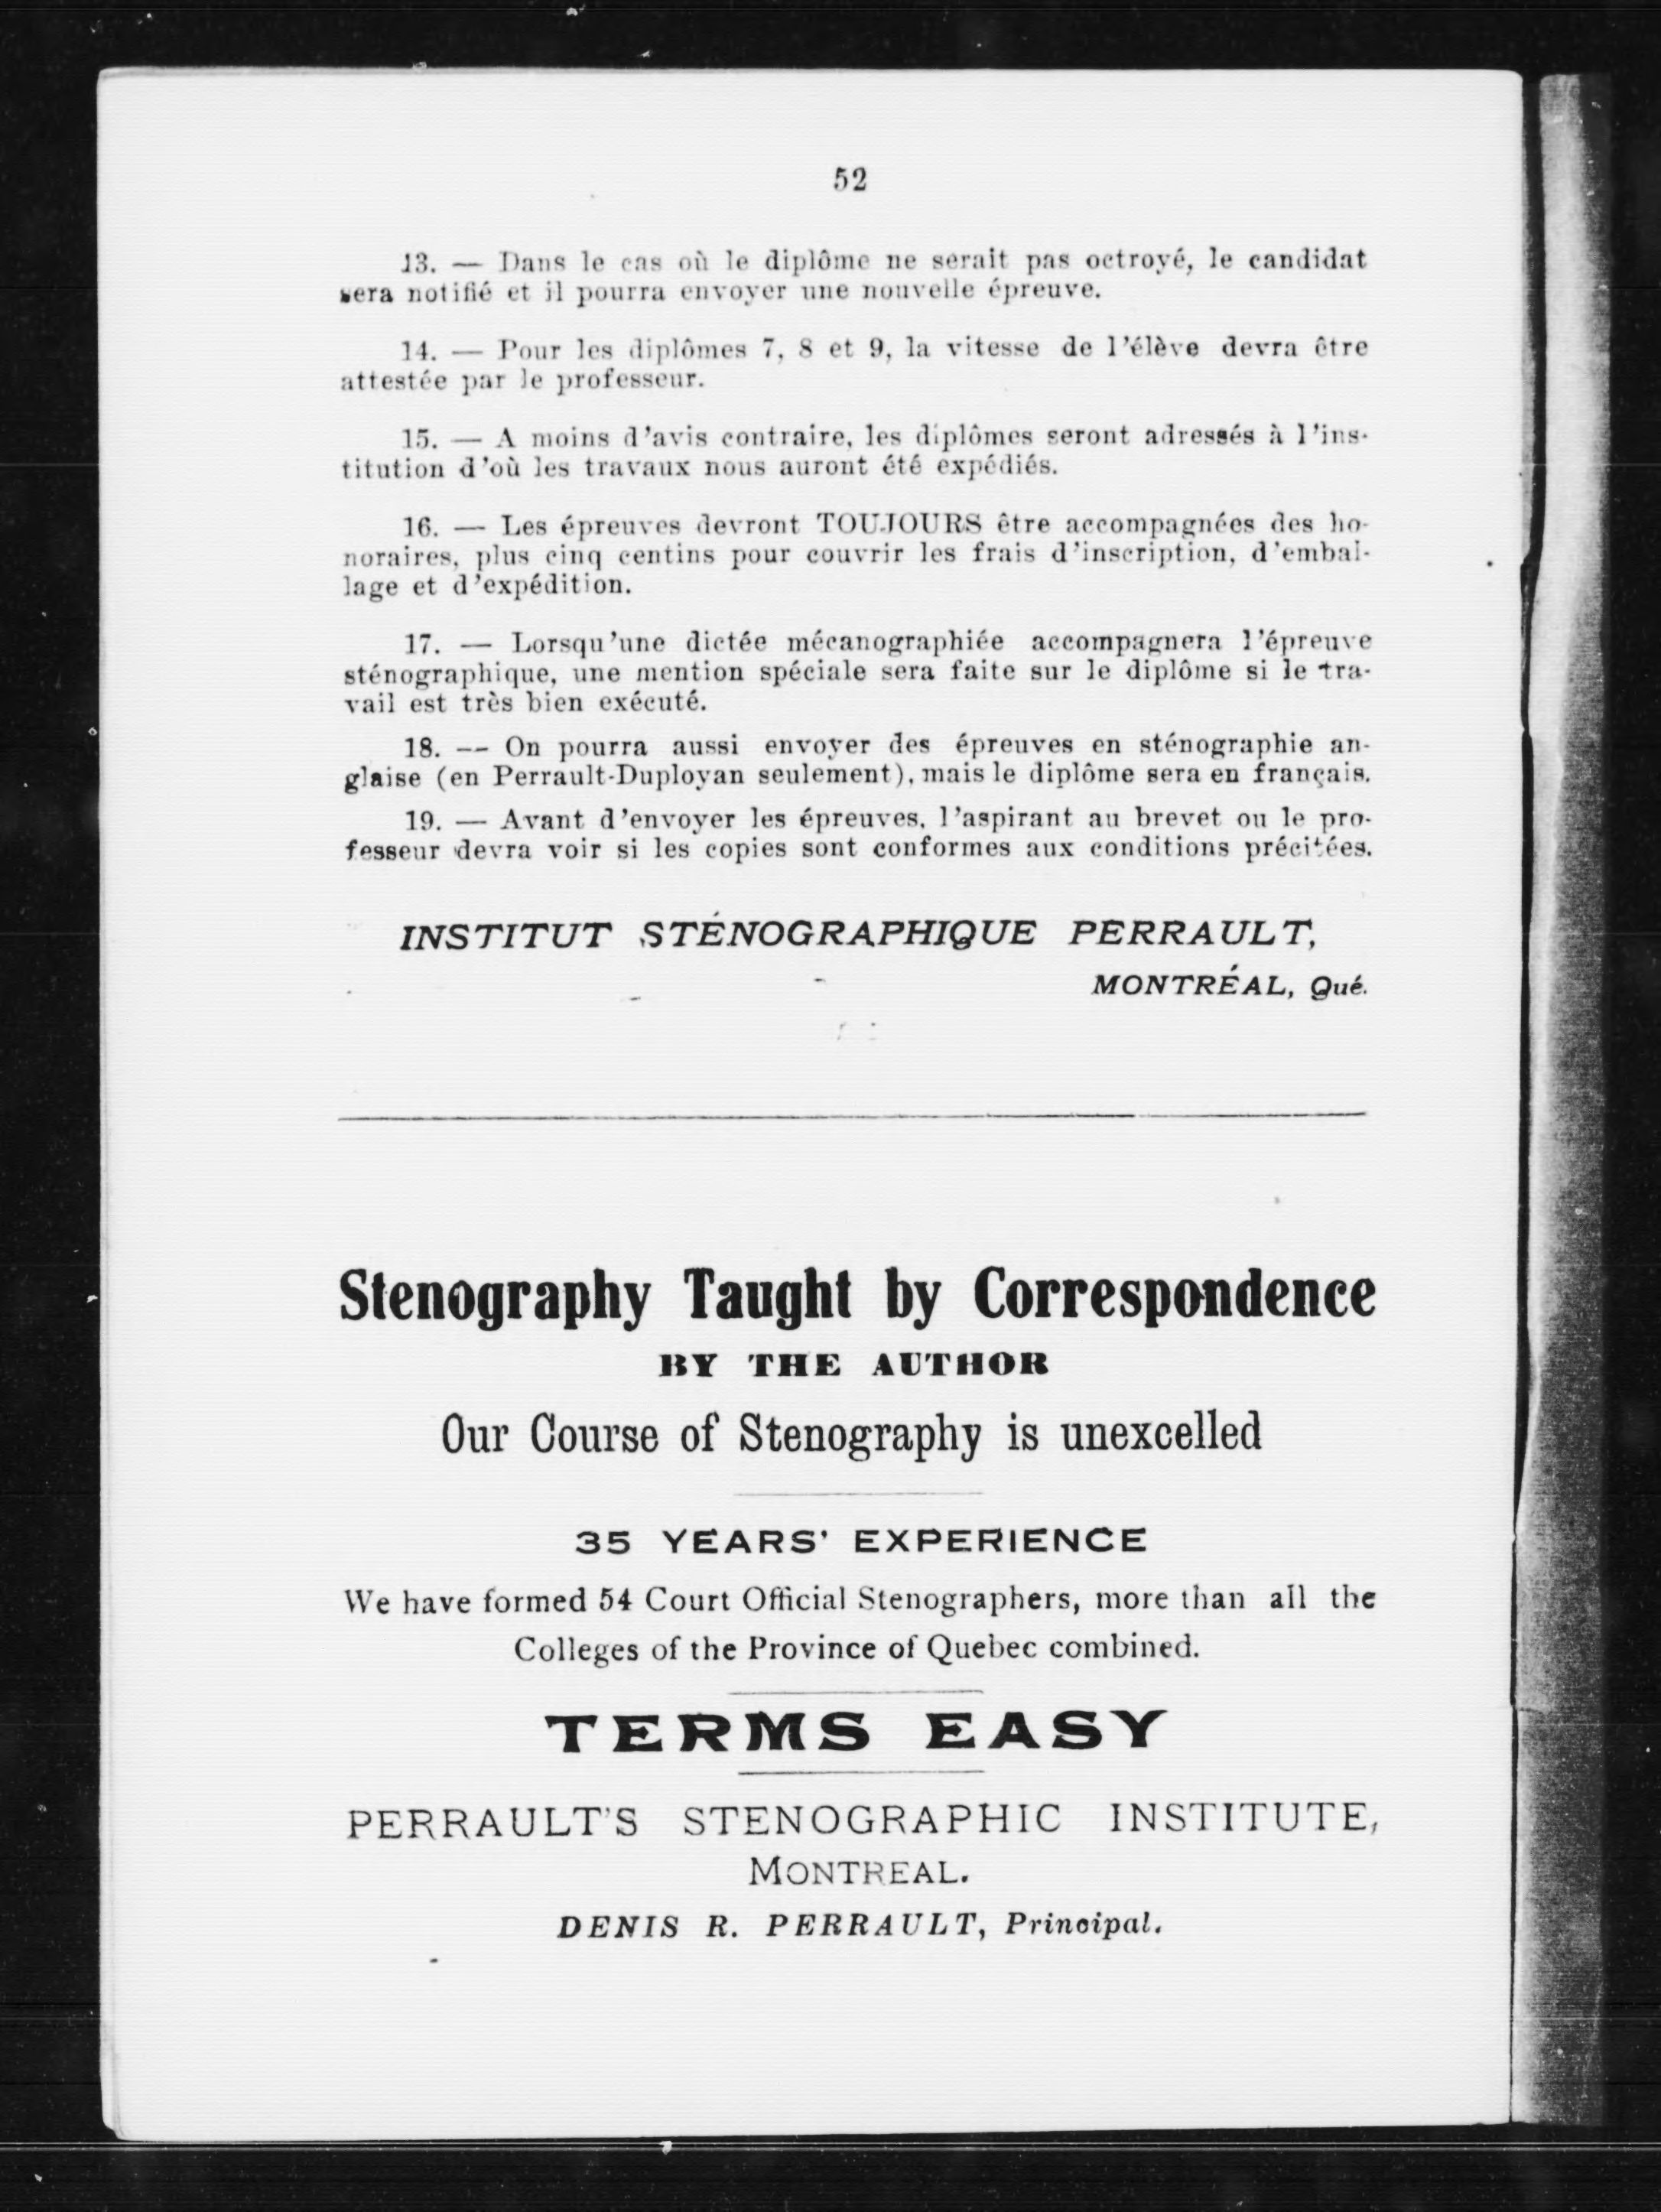 52
13. — Dans le cas où le diplôme ne serait pas octroyé, le candidat
sera notifié et il pourra envoyer une nouvelle épreuve.
14. — Pour les diplômes 7, 8 et 9, la vitesse de l'élève devra être
attestée par le professeur.
15. — A moins d'avis contraire, les diplômes seront adressés à l'ins-
titution d'où les travaux nous auront été expédiés.
16. — Les épreuves devront TOUJOURS être accompagnées des ho-
noraires, plus cinq centins pour couvrir les frais d'inscription, d'embal-
lage et d'expédition.
17. — Lorsqu'une dictée mécanographiée accompagnera l'épreuve
sténographique, une mention spéciale sera faite sur le diplôme si le tra-
vail est très bien exécuté.
18. — On pourra aussi envoyer des épreuves en sténographie an-
glaise (en Perrault-Duployan seulement), mais le diplôme sera en français.
19. — Avant d'envoyer les épreuves, l'aspirant au brevet ou le pro-
fesseur devra voir si les copies sont conformes aux conditions précitées.
INSTITUT STÉNOGRAPHIQUE PERRAULT,
MONTRÉAL, Qué.
Stenography Taught by Correspondence
BY THE AUTHOR
Our Course of Stenography is unexcelled
35 YEARS' EXPERIENCE
We have formed 54 Court Official Stenographers, more than all the
Colleges of the Province of Quebec combined.
TERMS EASY
PERRAULT'S STENOGRAPHIC INSTITUTE,
MONTREAL.
DENIS R. PERRAULT, Principal.